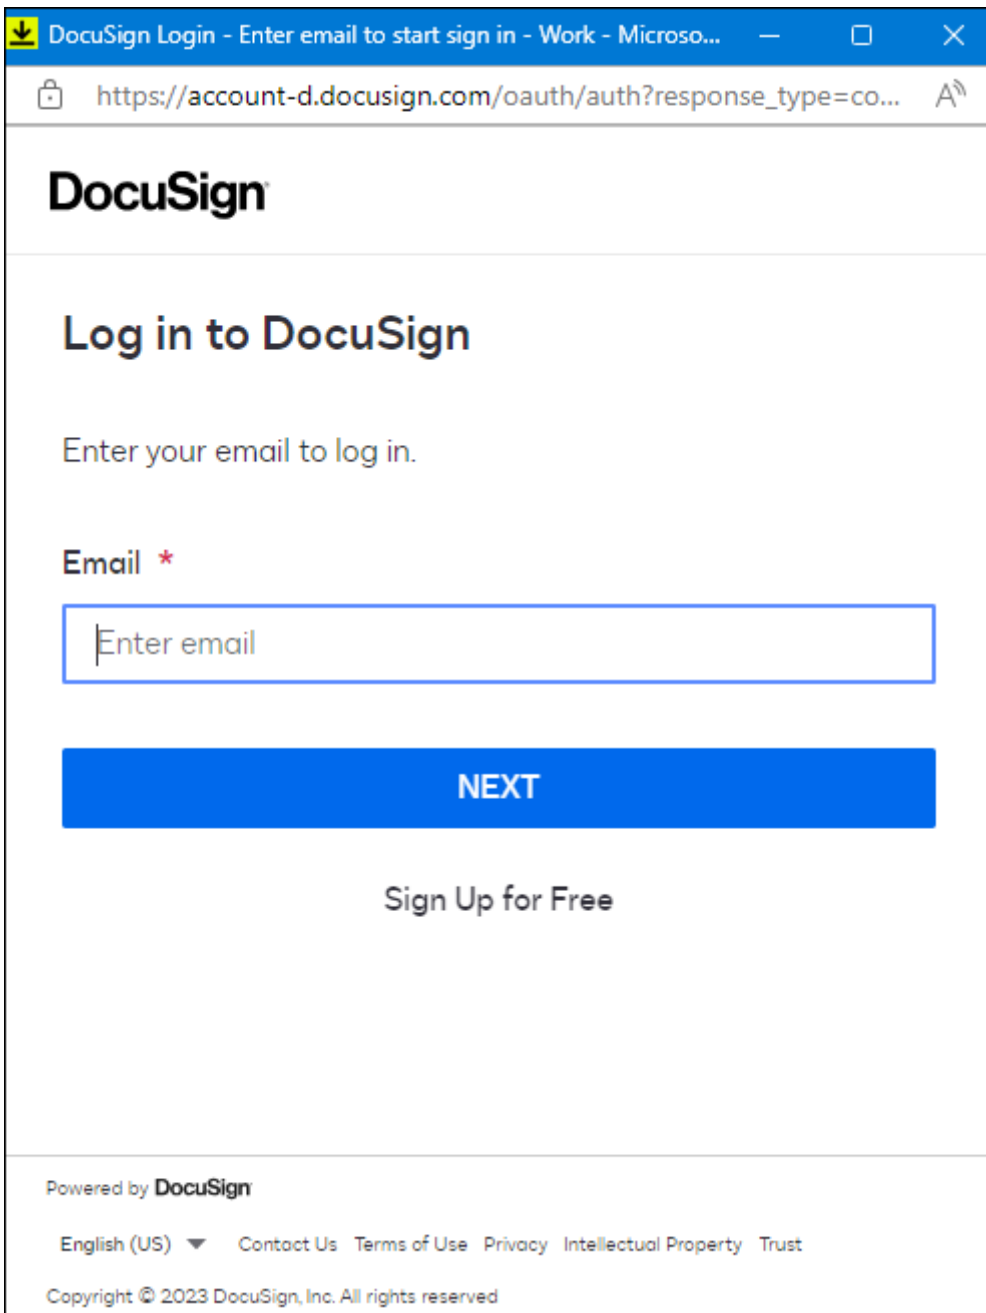 DocuSign Login - Enter email to start sign in - Work - Microso...
https://account-d.docusign.com/oauth/auth?response_type=co...
DocuSign
Log in to DocuSign
Enter your email to log in.
Email *
Enter email
NEXT
Sign Up for Free
Powered by DocuSign
English (US) Contact Us Terms of Use Privacy Intellectual Property Trust
Copyright © 2023 DocuSign, Inc. All rights reserved